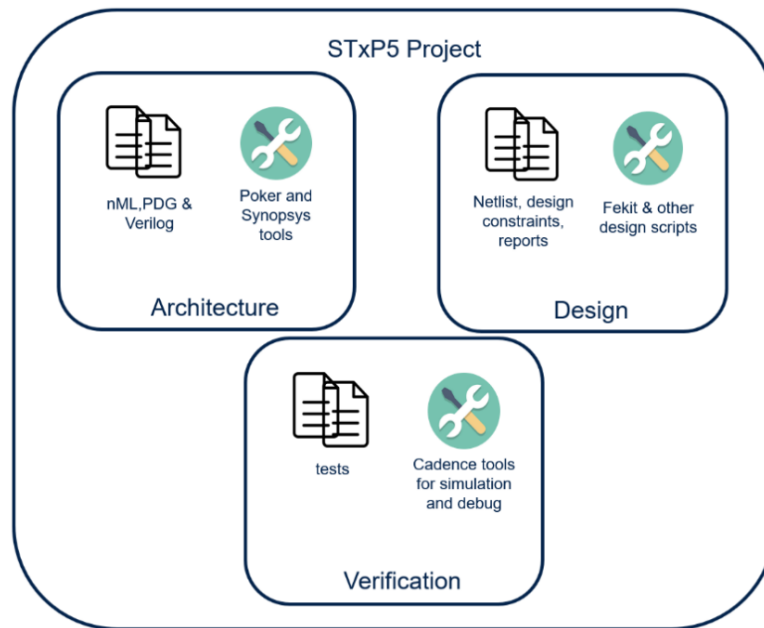 STxP5 Project
nML,PDG &
Verilog
Poker and
Synopsys
tools
Architecture
Netlist, design
constraints,
reports
Fekit & other
design scripts
Design
tests
Cadence tools
for simulation
and debug
Verification